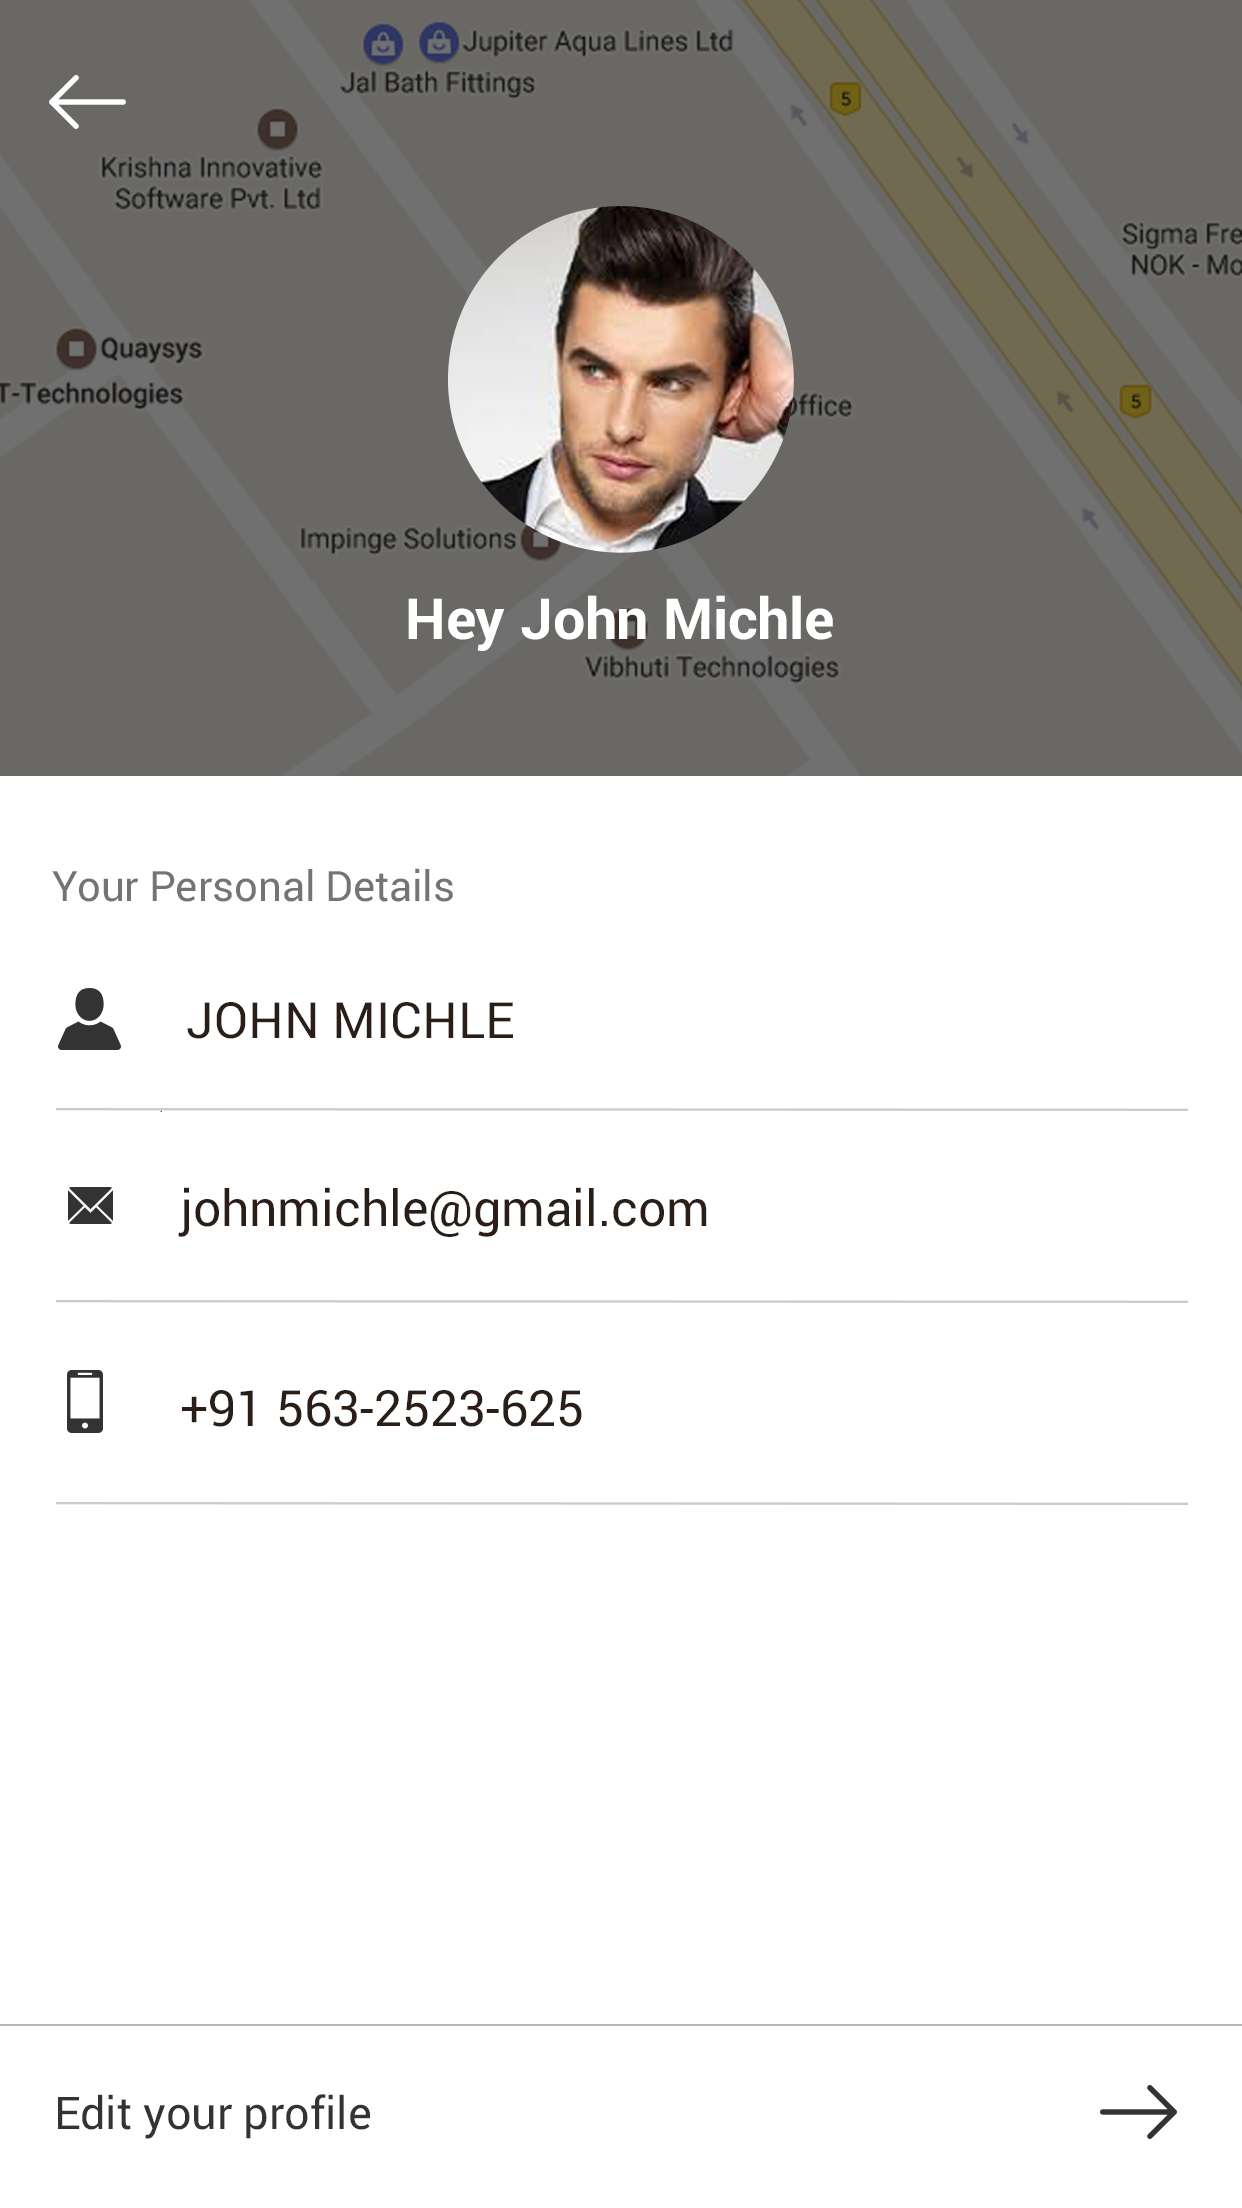 Jupiter Aqua Lines Ltd
Jal Bath Fittings
5
Krishna Innovative
Software Pvt. Ltd
Sigma Fre
NOK - Mo
Quaysys
T-Technologies
5
Office
Impinge Solutions
Hey John Michle
Vibhuti Technologies
Your Personal Details
JOHN MICHLE
johnmichle@gmail.com
+91 563-2523-625
Edit your profile